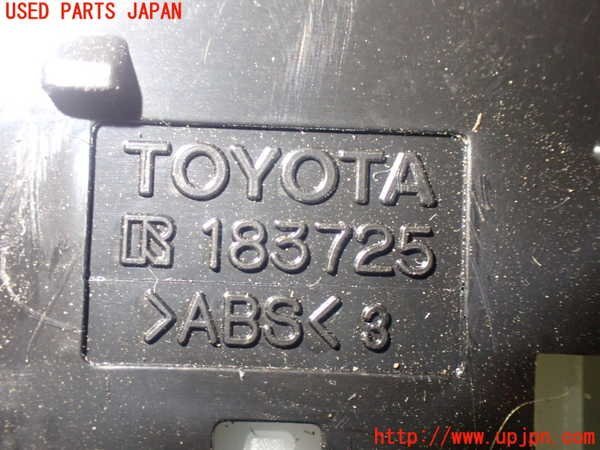 USED PARTS JAPAN
TOYOTA
R 183725
>ABS< 3
http://www.upjpn.com/